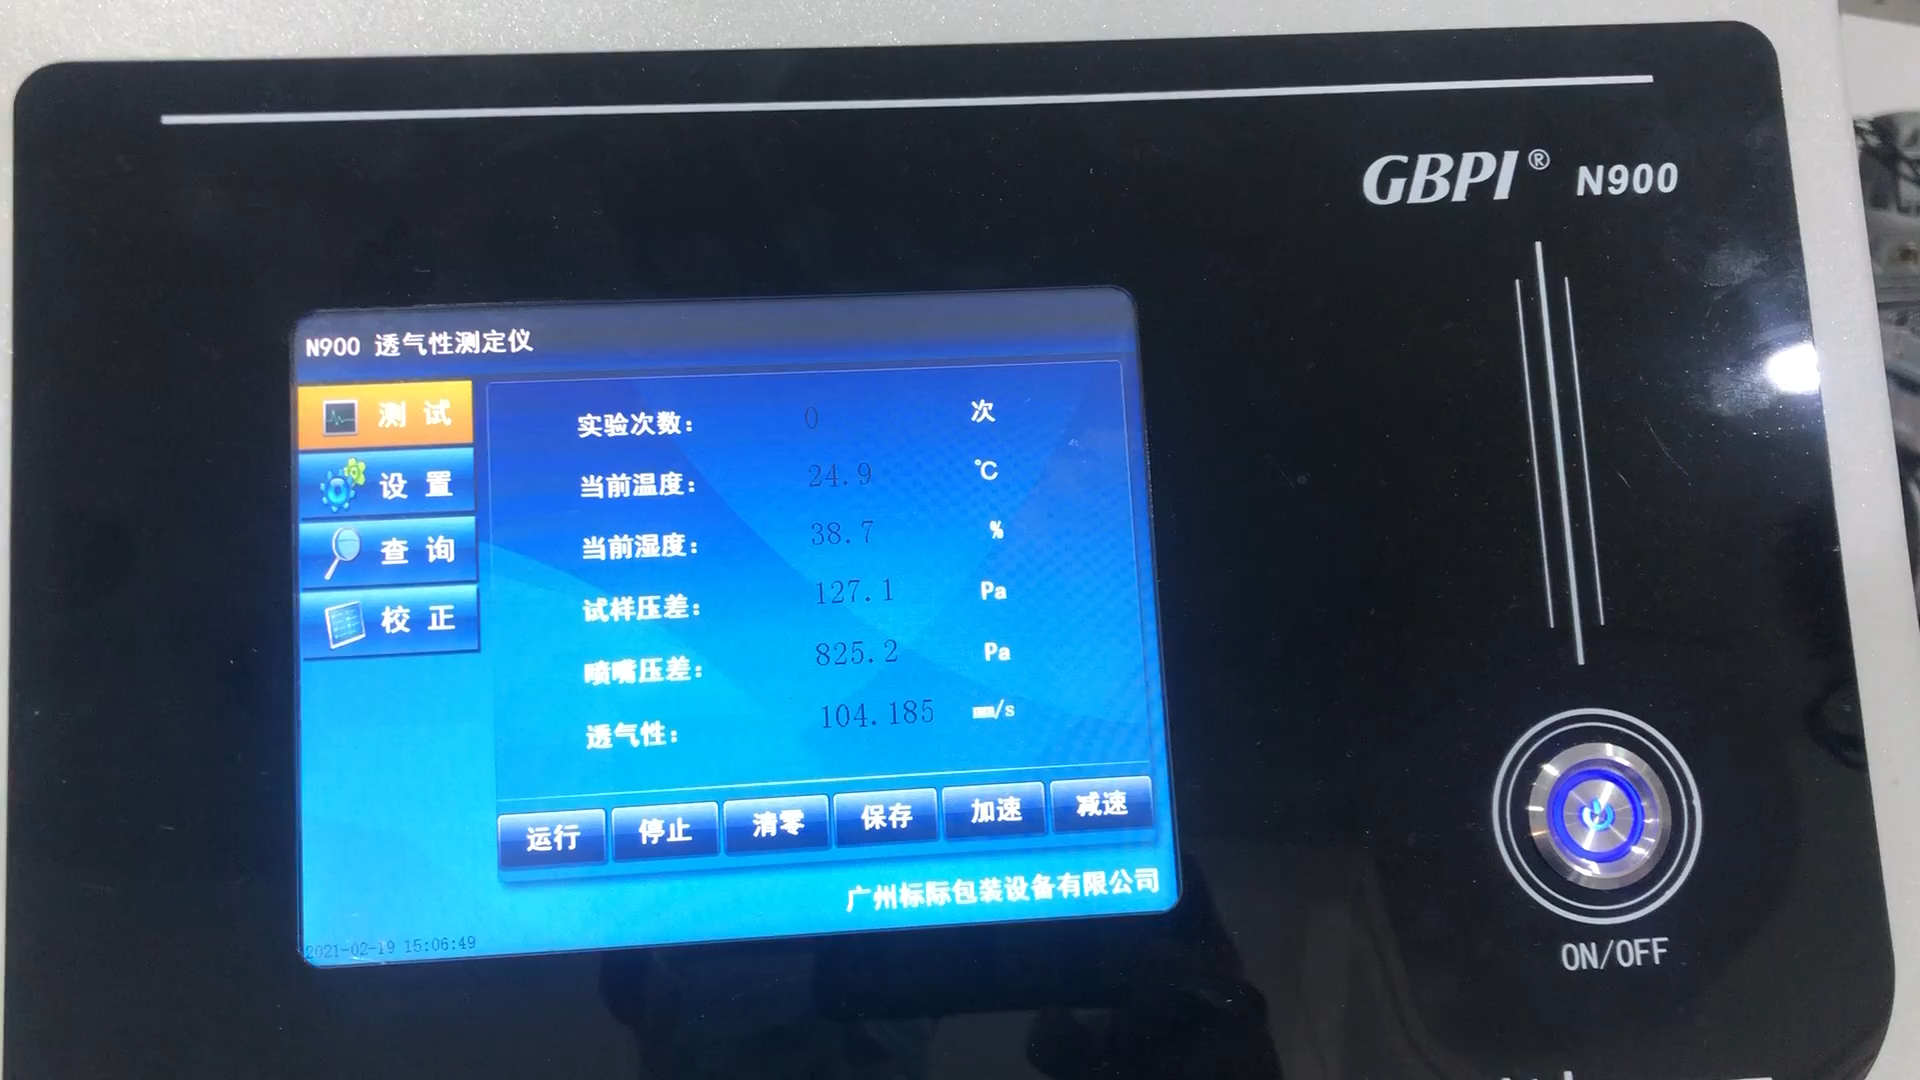 GBPI® N900
N900 透气性测定仪
测 试
设 置
查 询
校 正
实验次数: 0 次
当前温度: 24.9 ℃
当前湿度: 38.7 %
试样压差: 127.1 Pa
喷嘴压差: 825.2 Pa
透气性: 104.185 mm/s
运行 停止 清零 保存 加速 减速
广州标际包装设备有限公司
2021-02-19 15:06:49
ON/OFF